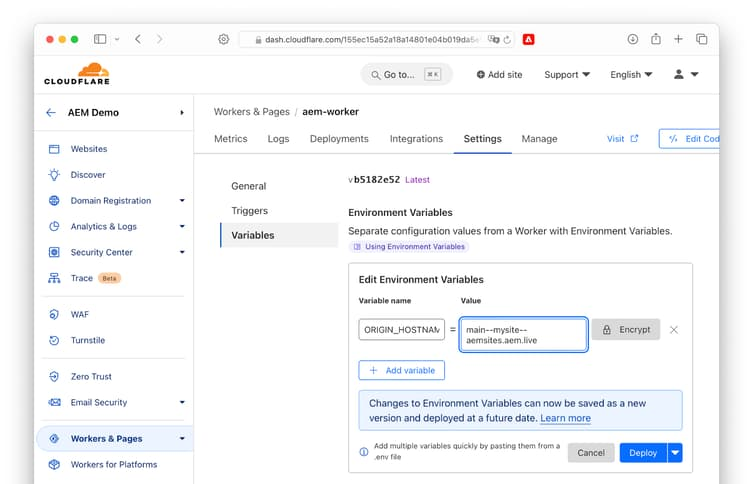 dash.cloudflare.com/155ec15a52a18a14801e04b019da5e
CLOUDFLARE
Go to... ⌘ K
Add site
Support
English
AEM Demo
Websites
Discover
Domain Registration
Analytics & Logs
Security Center
Trace Beta
WAF
Turnstile
Zero Trust
Email Security
Workers & Pages
Workers for Platforms
Workers & Pages / aem-worker
Metrics
Logs
Deployments
Integrations
Settings
Manage
Visit
Edit Cod
General
Triggers
Variables
v b5182e52 Latest
Environment Variables
Separate configuration values from a Worker with Environment Variables.
Using Environment Variables
Edit Environment Variables
Variable name
Value
ORIGIN_HOSTNAM
=
main--mysite--
aemsites.aem.live
Encrypt
+ Add variable
Changes to Environment Variables can now be saved as a new
version and deployed at a future date. Learn more
Add multiple variables quickly by pasting them from a
.env file
Cancel
Deploy